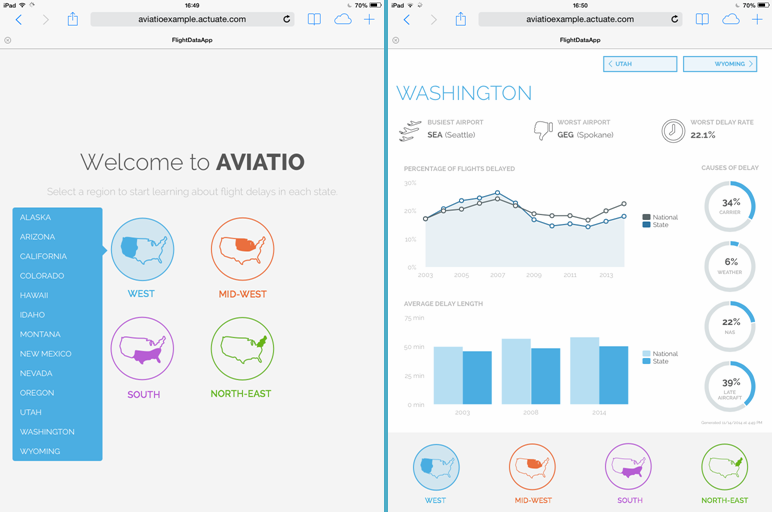 iPad 16:49 70%
aviatioexample.actuate.com
FlightDataApp
Welcome to AVIATIO
Select a region to start learning about flight delays in each state.
ALASKA
ARIZONA
CALIFORNIA
COLORADO
HAWAII
IDAHO
MONTANA
NEW MEXICO
NEVADA
OREGON
UTAH
WASHINGTON
WYOMING
WEST
MID-WEST
SOUTH
NORTH-EAST
iPad 16:50 70%
aviatioexample.actuate.com
FlightDataApp
UTAH
WYOMING
WASHINGTON
BUSIEST AIRPORT
SEA (Seattle)
WORST AIRPORT
GEG (Spokane)
WORST DELAY RATE
22.1%
PERCENTAGE OF FLIGHTS DELAYED
30%
20%
10%
0%
2003 2005 2007 2009 2011 2013
National
State
CAUSES OF DELAY
34%
CARRIER
6%
WEATHER
22%
NAS
39%
LATE
AIRCRAFT
AVERAGE DELAY LENGTH
75 min
50 min
25 min
0 min
2003 2008 2014
National
State
WEST
MID-WEST
SOUTH
NORTH-EAST